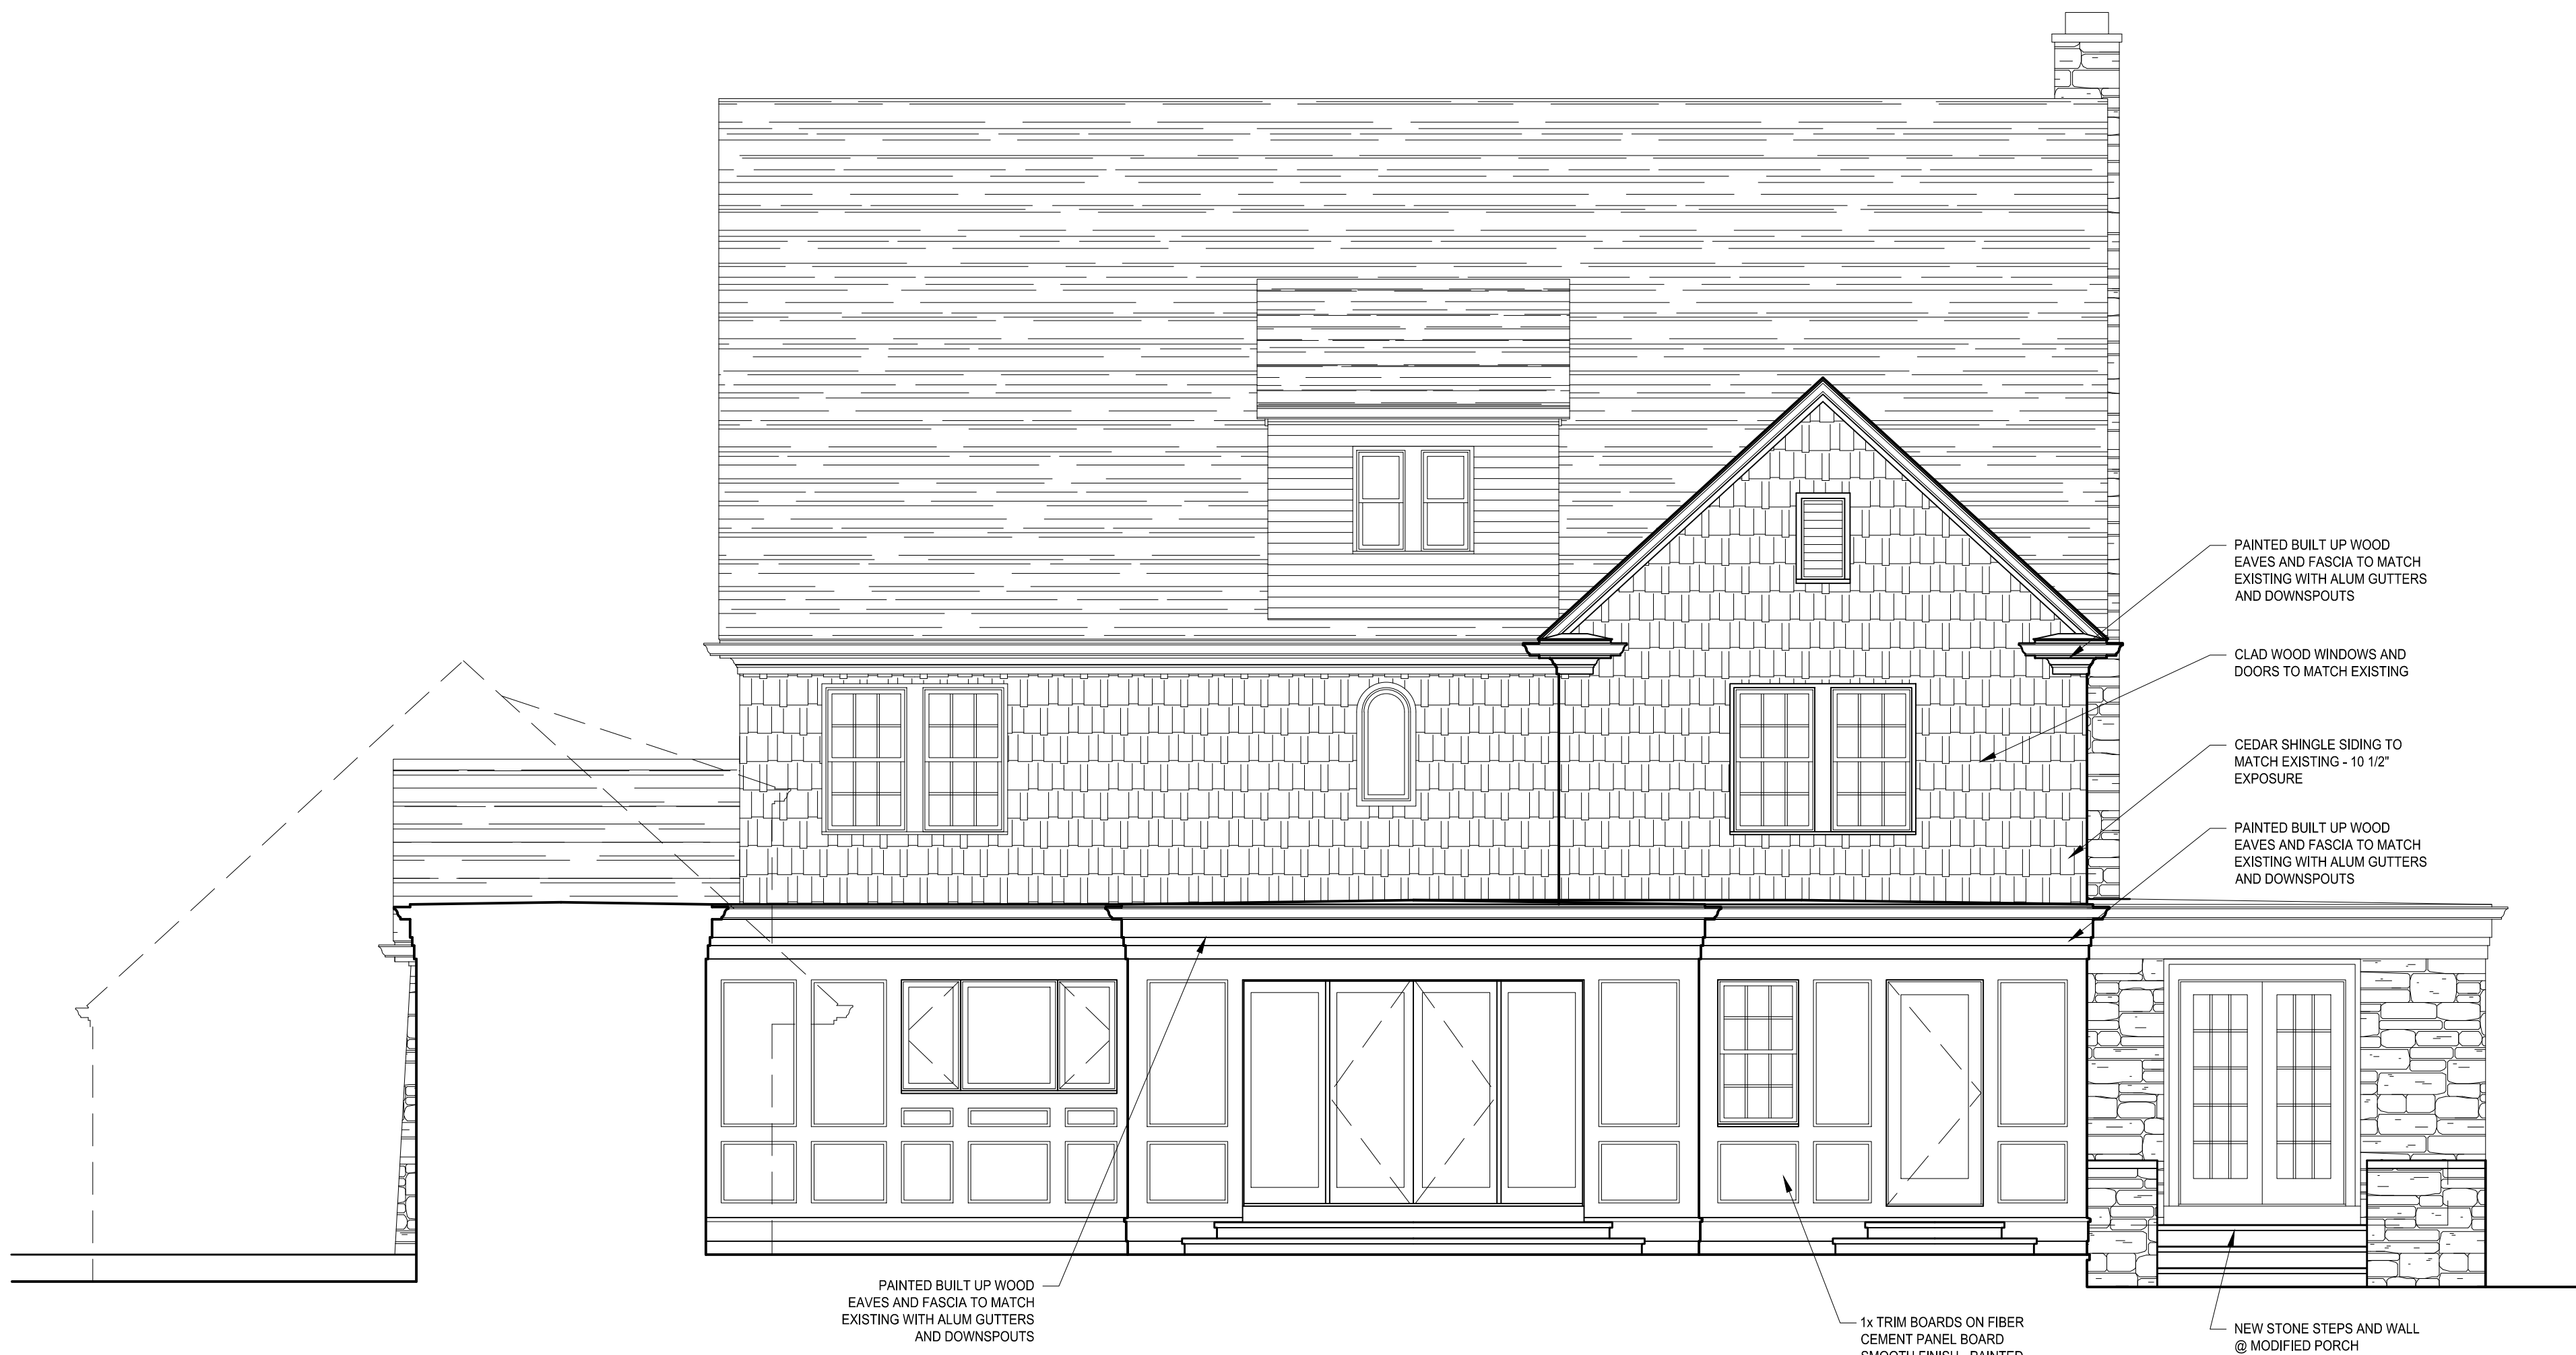 PAINTED BUILT UP WOOD
EAVES AND FASCIA TO MATCH
EXISTING WITH ALUM GUTTERS
AND DOWNSPOUTS
CLAD WOOD WINDOWS AND
DOORS TO MATCH EXISTING
CEDAR SHINGLE SIDING TO
MATCH EXISTING - 10 1/2"
EXPOSURE
PAINTED BUILT UP WOOD
EAVES AND FASCIA TO MATCH
EXISTING WITH ALUM GUTTERS
AND DOWNSPOUTS
PAINTED BUILT UP WOOD
EAVES AND FASCIA TO MATCH
EXISTING WITH ALUM GUTTERS
AND DOWNSPOUTS
1x TRIM BOARDS ON FIBER
CEMENT PANEL BOARD
SMOOTH FINISH - PAINTED
NEW STONE STEPS AND WALL
@ MODIFIED PORCH